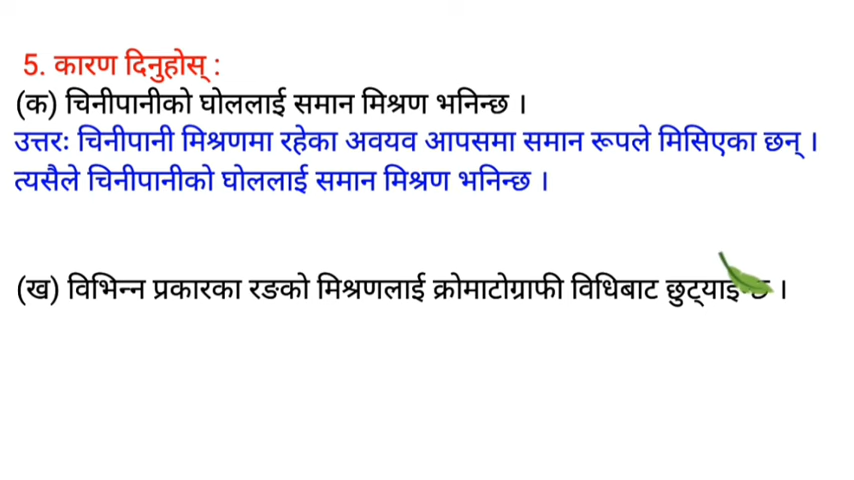 5. कारण दिनुहोस् :
(क) चिनीपानीको घोललाई समान मिश्रण भनिन्छ ।
उत्तरः चिनीपानी मिश्रणमा रहेका अवयव आपसमा समान रूपले मिसिएका छन् ।
त्यसैले चिनीपानीको घोललाई समान मिश्रण भनिन्छ ।
(ख) विभिन्न प्रकारका रङको मिश्रणलाई क्रोमाटोग्राफी विधिबाट ।